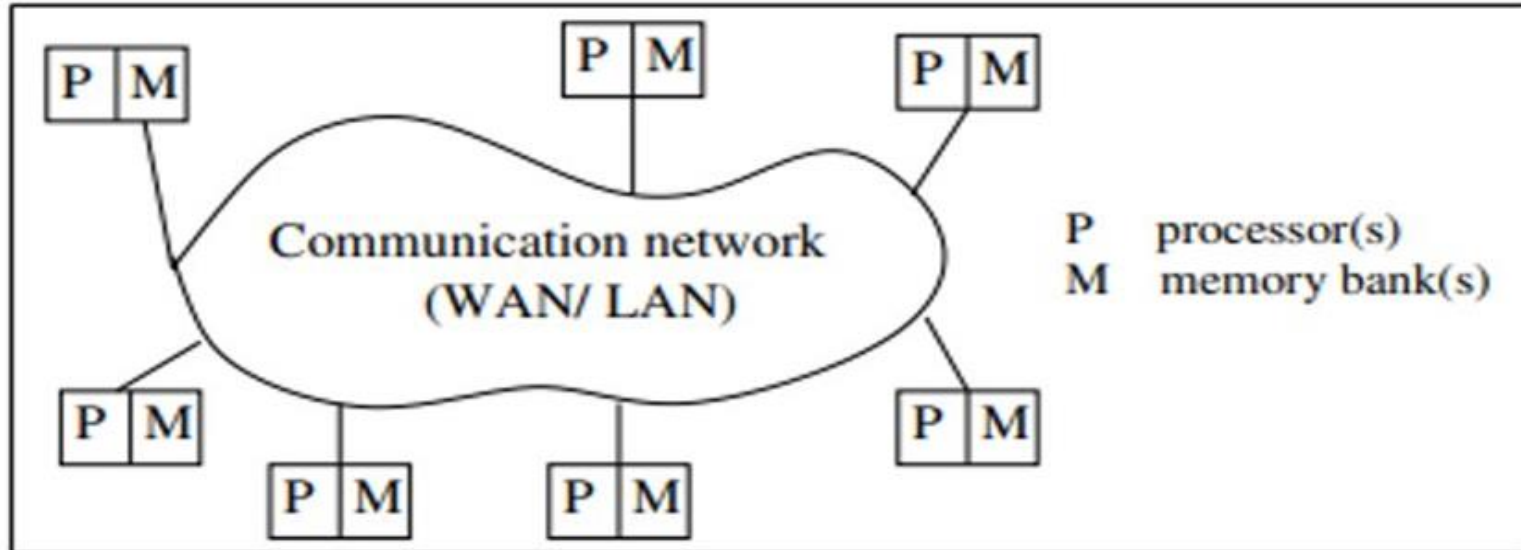 P M
P M
P M
Communication network
(WAN/ LAN)
P processor(s)
M memory bank(s)
P M
P M
P M
P M